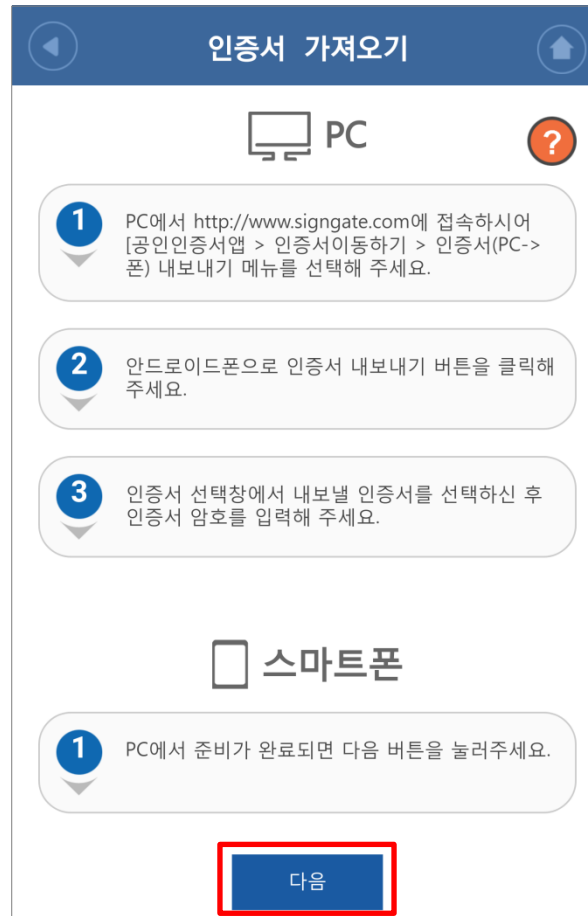 인증서 가져오기
PC
?
1
PC에서 http://www.signgate.com에 접속하시어
[공인인증서앱 > 인증서이동하기 > 인증서(PC->
폰) 내보내기 메뉴를 선택해 주세요.
2
안드로이드폰으로 인증서 내보내기 버튼을 클릭해
주세요.
3
인증서 선택창에서 내보낼 인증서를 선택하신 후
인증서 암호를 입력해 주세요.
스마트폰
1
PC에서 준비가 완료되면 다음 버튼을 눌러주세요.
다음